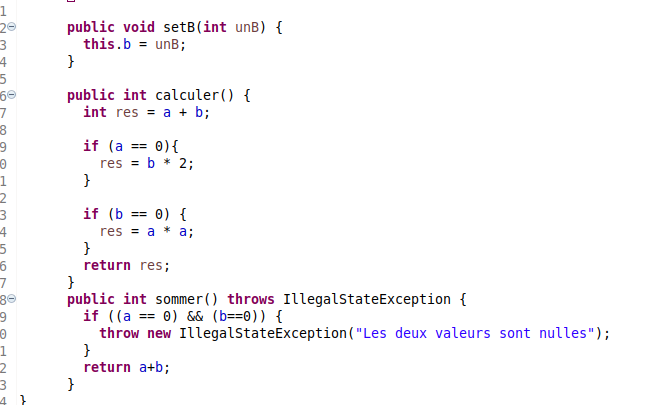 1
2 public void setB(int unB) {
3 this.b = unB;
4 }
5
6 public int calculer() {
7 int res = a + b;
8
9 if (a == 0){
0 res = b * 2;
1 }
2
3 if (b == 0) {
4 res = a * a;
5 }
6 return res;
7 }
8 public int sommer() throws IllegalStateException {
9 if ((a == 0) && (b==0)) {
0 throw new IllegalStateException("Les deux valeurs sont nulles");
1 }
2 return a+b;
3 }
4 }